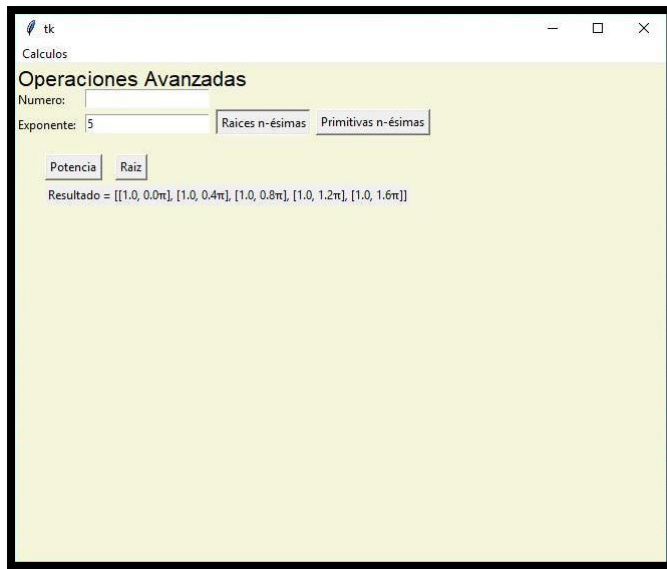 tk
Calculos
Operaciones Avanzadas
Numero:
Exponente: 5 Raices n-ésimas Primitivas n-ésimas
Potencia Raiz
Resultado = [[1.0, 0.0π], [1.0, 0.4π], [1.0, 0.8π], [1.0, 1.2π], [1.0, 1.6π]]